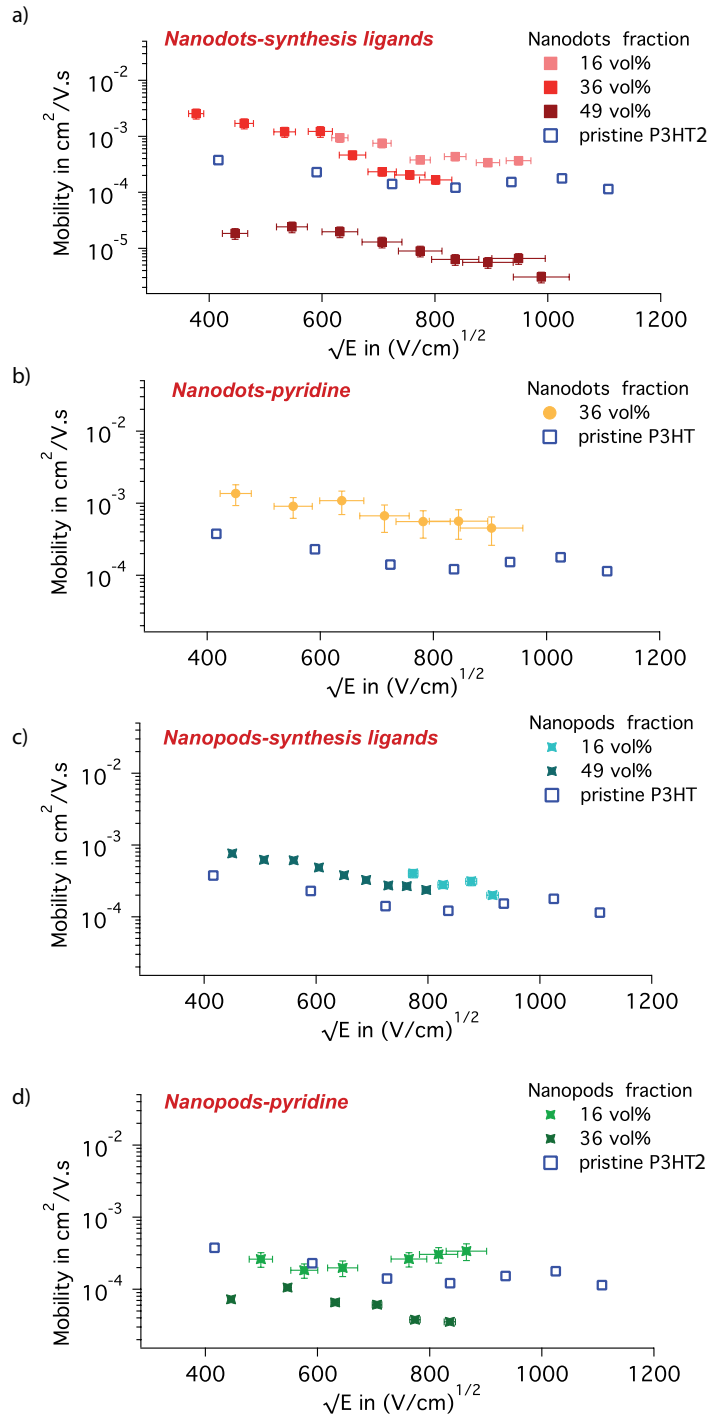 a)
Nanodots-synthesis ligands
Nanodots fraction
16 vol%
36 vol%
49 vol%
pristine P3HT2
Mobility in cm²/V.s
10⁻²
10⁻³
10⁻⁴
10⁻⁵
400 600 800 1000 1200
√E in (V/cm)¹/²
b)
Nanodots-pyridine
Nanodots fraction
36 vol%
pristine P3HT
Mobility in cm²/V.s
10⁻²
10⁻³
10⁻⁴
400 600 800 1000 1200
√E in (V/cm)¹/²
c)
Nanopods-synthesis ligands
Nanopods fraction
16 vol%
49 vol%
pristine P3HT
Mobility in cm²/V.s
10⁻²
10⁻³
10⁻⁴
400 600 800 1000 1200
√E in (V/cm)¹/²
d)
Nanopods-pyridine
Nanopods fraction
16 vol%
36 vol%
pristine P3HT2
Mobility in cm²/V.s
10⁻²
10⁻³
10⁻⁴
400 600 800 1000 1200
√E in (V/cm)¹/²